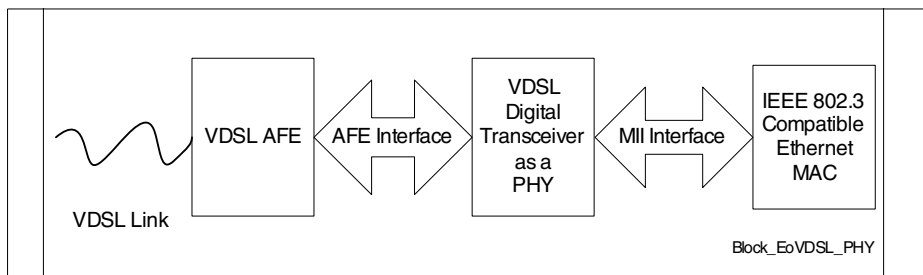 VDSL AFE
AFE Interface
VDSL
Digital
Transceiver
as a
PHY
MII Interface
IEEE 802.3
Compatible
Ethernet
MAC
VDSL Link
Block_EoVDSL_PHY